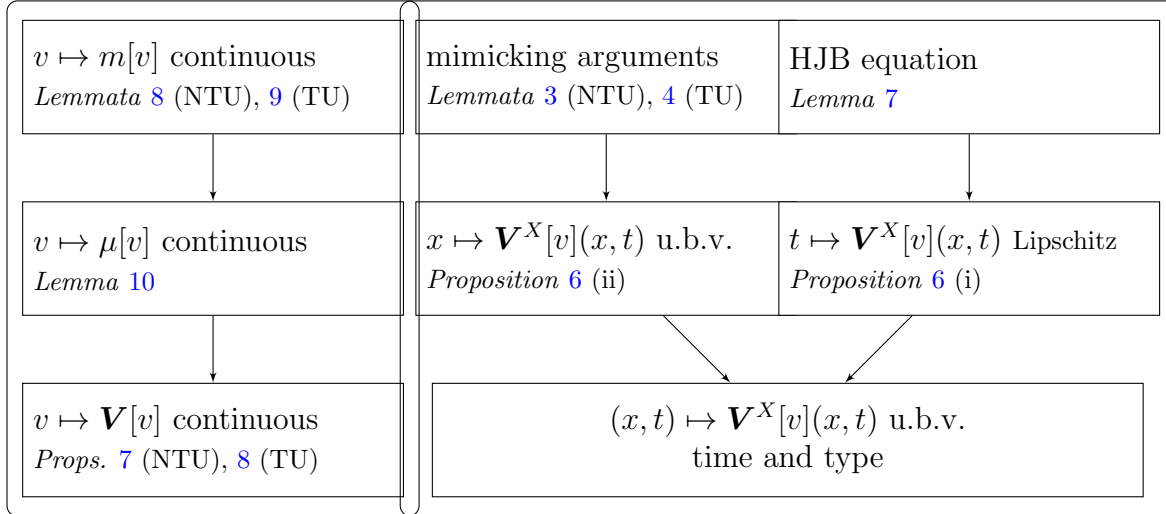 v ↦ m[v] continuous
Lemmata 8 (NTU), 9 (TU)
mimicking arguments
Lemmata 3 (NTU), 4 (TU)
HJB equation
Lemma 7
v ↦ μ[v] continuous
Lemma 10
x ↦ V^X[v](x, t) u.b.v.
Proposition 6 (ii)
t ↦ V^X[v](x, t) Lipschitz
Proposition 6 (i)
v ↦ V[v] continuous
Props. 7 (NTU), 8 (TU)
(x, t) ↦ V^X[v](x, t) u.b.v.
time and type